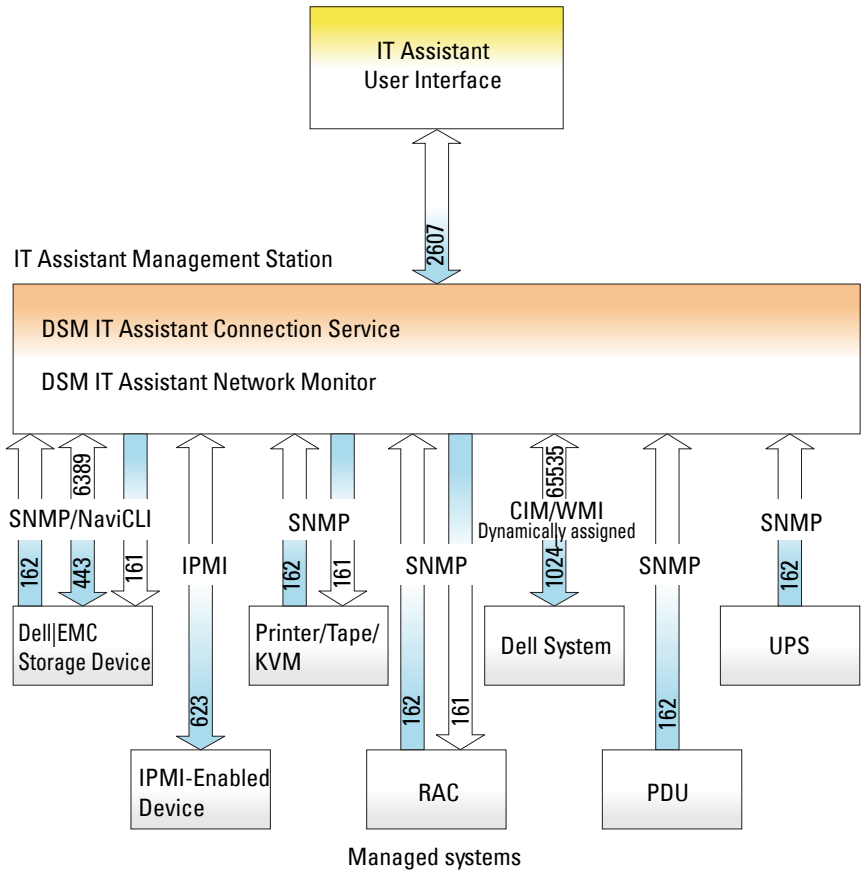 IT Assistant
User Interface
2607
IT Assistant Management Station
DSM IT Assistant Connection Service
DSM IT Assistant Network Monitor
6389
65535
SNMP/NaviCLI
162
443
161
IPMI
623
SNMP
162
161
SNMP
162
161
CIM/WMI
Dynamically assigned
1024
SNMP
162
SNMP
162
Dell|EMC
Storage Device
Printer/Tape/
KVM
Dell System
UPS
IPMI-Enabled
Device
RAC
PDU
Managed systems